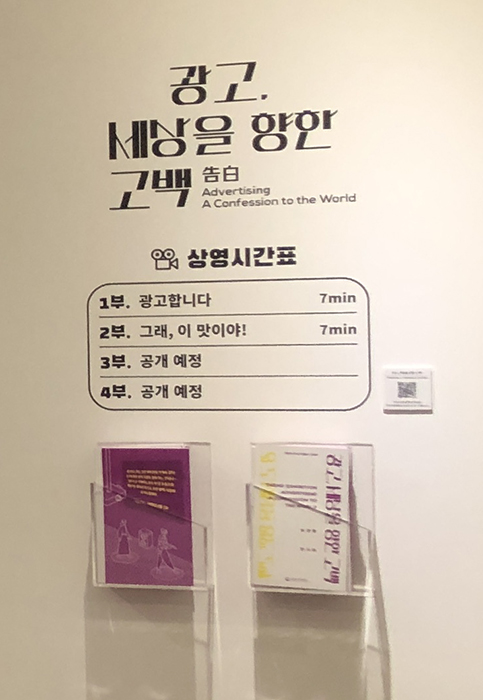 광고,
세상을 향한
고백 告白
Advertising
A Confession to the World
상영시간표
1부. 광고합니다 7min
2부. 그래, 이 맛이야! 7min
3부. 공개 예정
4부. 공개 예정
광고, 세상을 향한 고백